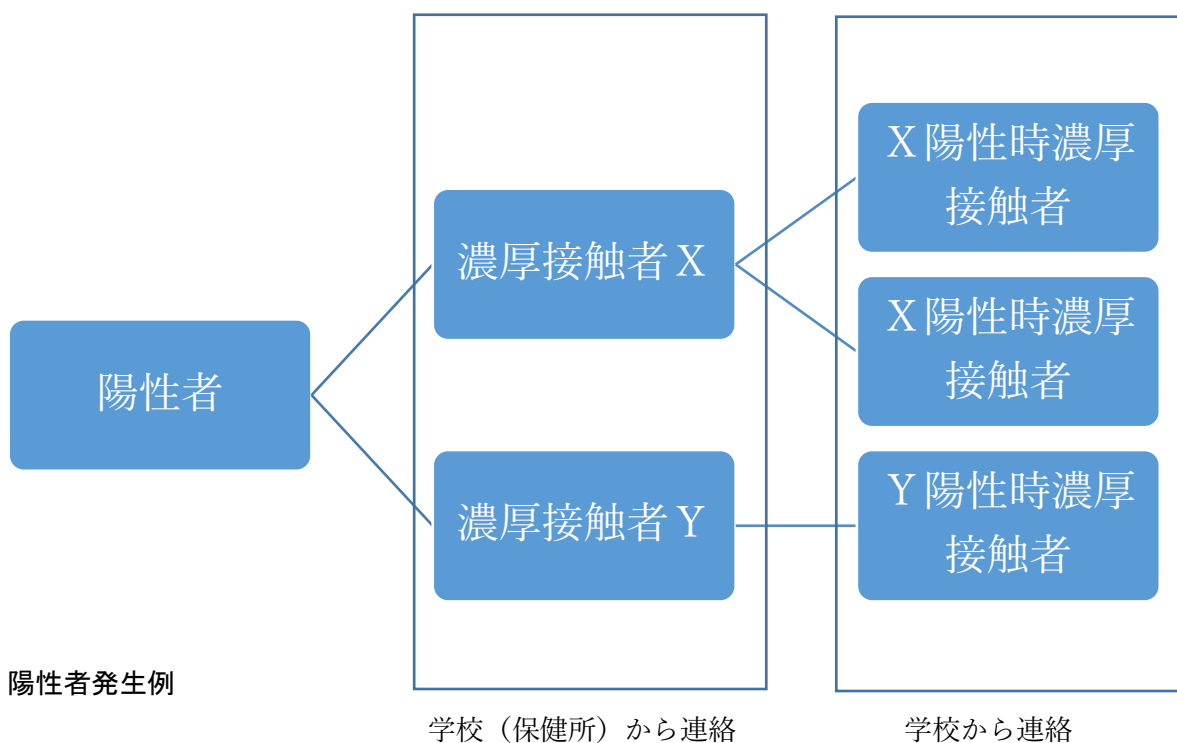 陽性者
濃厚接触者X
濃厚接触者Y
X陽性時濃厚
接触者
X陽性時濃厚
接触者
Y陽性時濃厚
接触者
陽性者発生例
学校（保健所）から連絡
学校から連絡